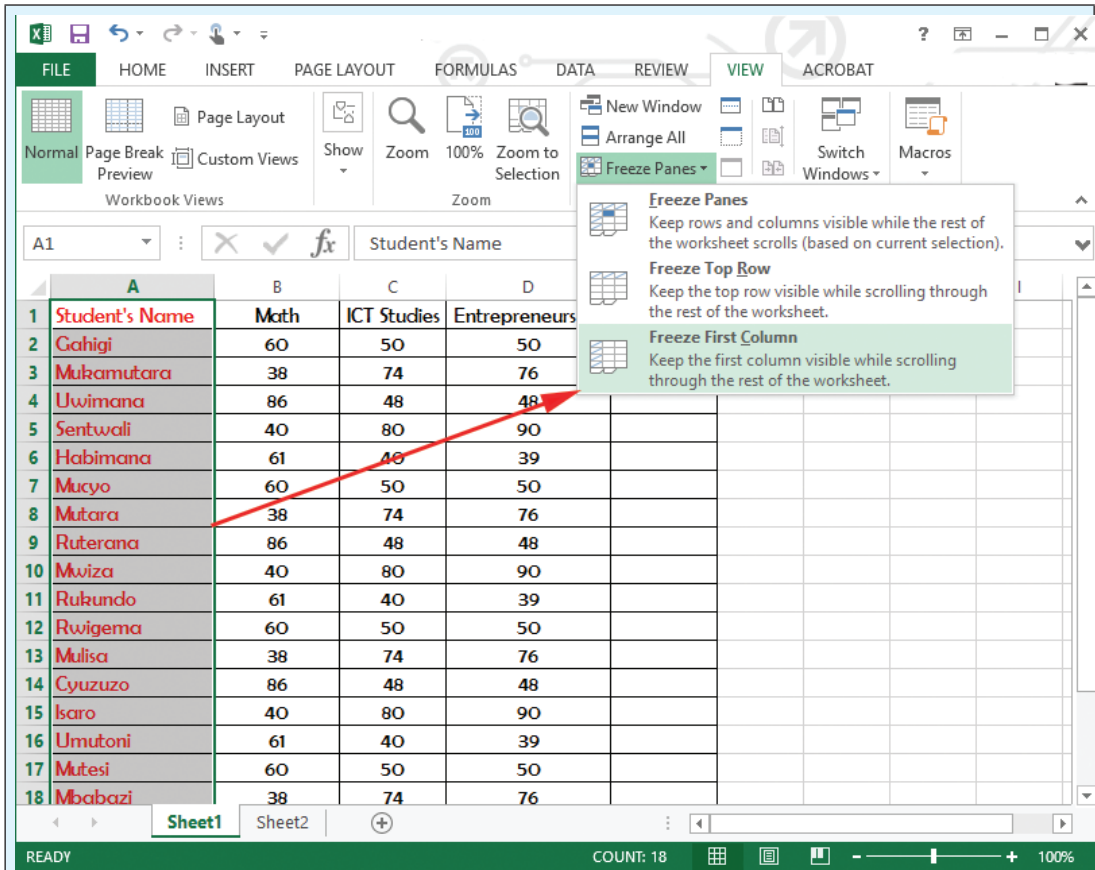 ?
FILE HOME INSERT PAGE LAYOUT FORMULAS DATA REVIEW VIEW ACROBAT
Normal
Page Break
Preview
Page Layout
Custom Views
Workbook Views
Show
Zoom
100
100%
Zoom to
Selection
Zoom
New Window
Arrange All
Freeze Panes
Switch
Windows
Macros
Freeze Panes
Keep rows and columns visible while the rest of
the worksheet scrolls (based on current selection).
Freeze Top Row
Keep the top row visible while scrolling through
the rest of the worksheet.
Freeze First Column
Keep the first column visible while scrolling
through the rest of the worksheet.
A1 fx Student's Name
A B C D I
1 Student's Name Math ICT Studies Entrepreneurs
2 Gahigi 60 50 50
3 Mukamutara 38 74 76
4 Uwimana 86 48 48
5 Sentwali 40 80 90
6 Habimana 61 40 39
7 Mucyo 60 50 50
8 Mutara 38 74 76
9 Ruterana 86 48 48
10 Mwiza 40 80 90
11 Rukundo 61 40 39
12 Rwigema 60 50 50
13 Mulisa 38 74 76
14 Cyuzuzo 86 48 48
15 Isaro 40 80 90
16 Umutoni 61 40 39
17 Mutesi 60 50 50
18 Mbabazi 38 74 76
Sheet1 Sheet2
READY COUNT: 18 100%